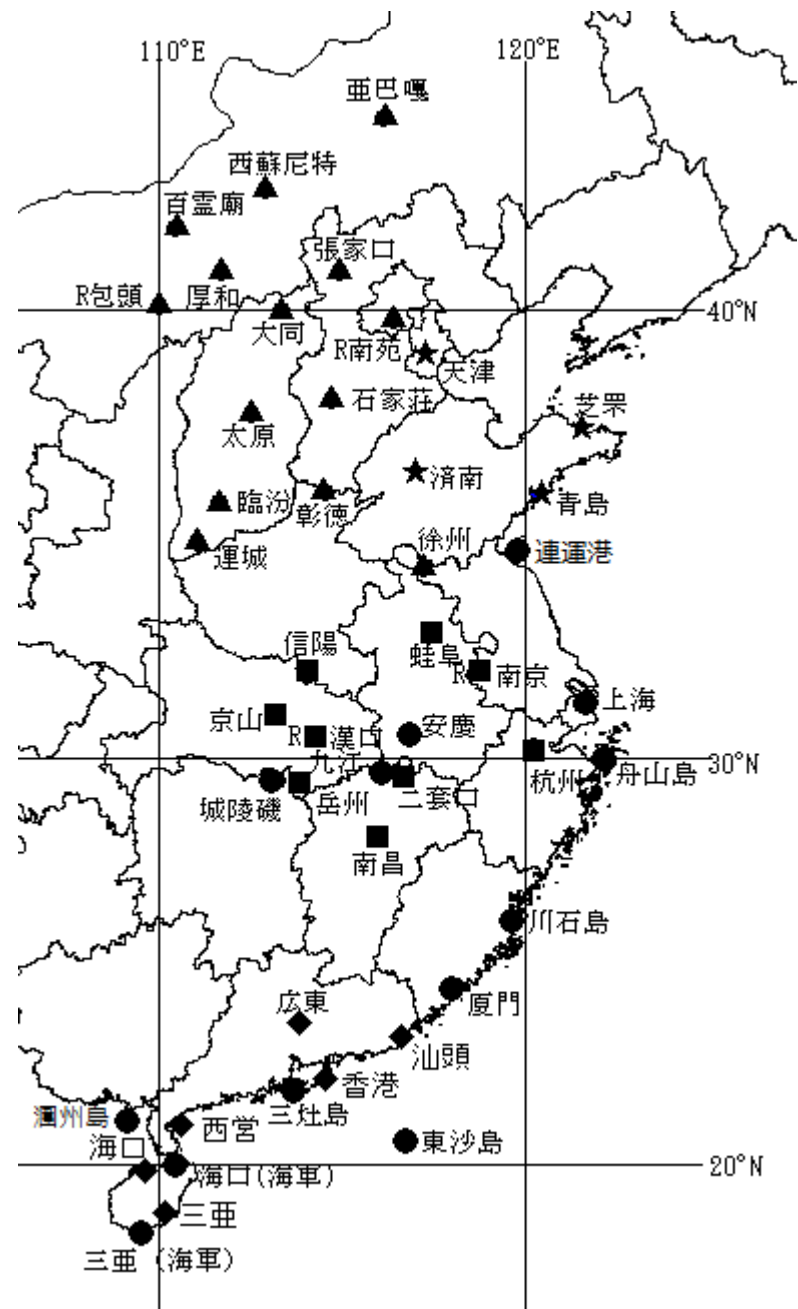 110°E
120°E
亜巴嘎
西蘇尼特
百霊廟
張家口
R包頭
厚和
大同
40°N
R南苑
天津
石家荘
芝罘
太原
済南
臨汾
彰徳
青島
徐州
連運港
運城
信陽
蛙阜
R
南京
京山
上海
R漢口
安慶
九江
30°N
杭州
舟山島
城陵磯
岳州
二套口
南昌
川石島
広東
厦門
汕頭
香港
三灶島
潿州島
西営
東沙島
海口
海口(海軍)
20°N
三亜
三亜 (海軍)